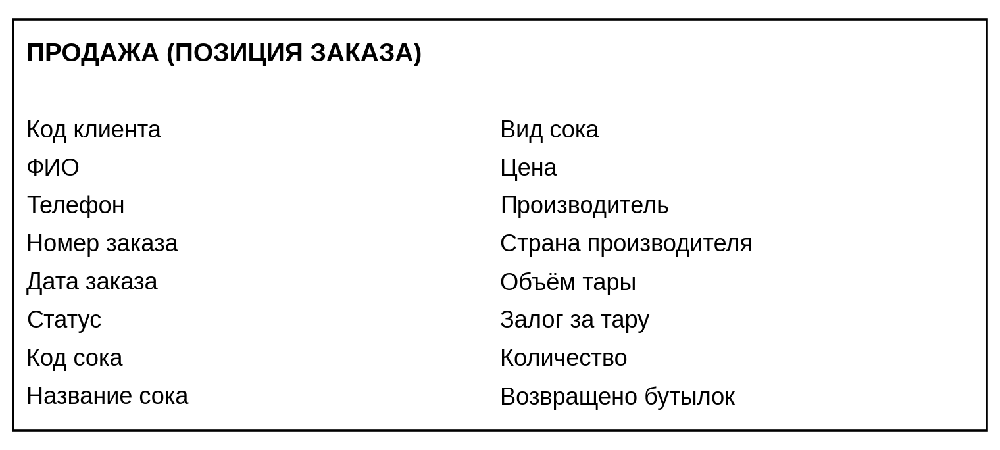 ПРОДАЖА (ПОЗИЦИЯ ЗАКАЗА)
Код клиента
ФИО
Телефон
Номер заказа
Дата заказа
Статус
Код сока
Название сока
Вид сока
Цена
Производитель
Страна производителя
Объём тары
Залог за тару
Количество
Возвращено бутылок